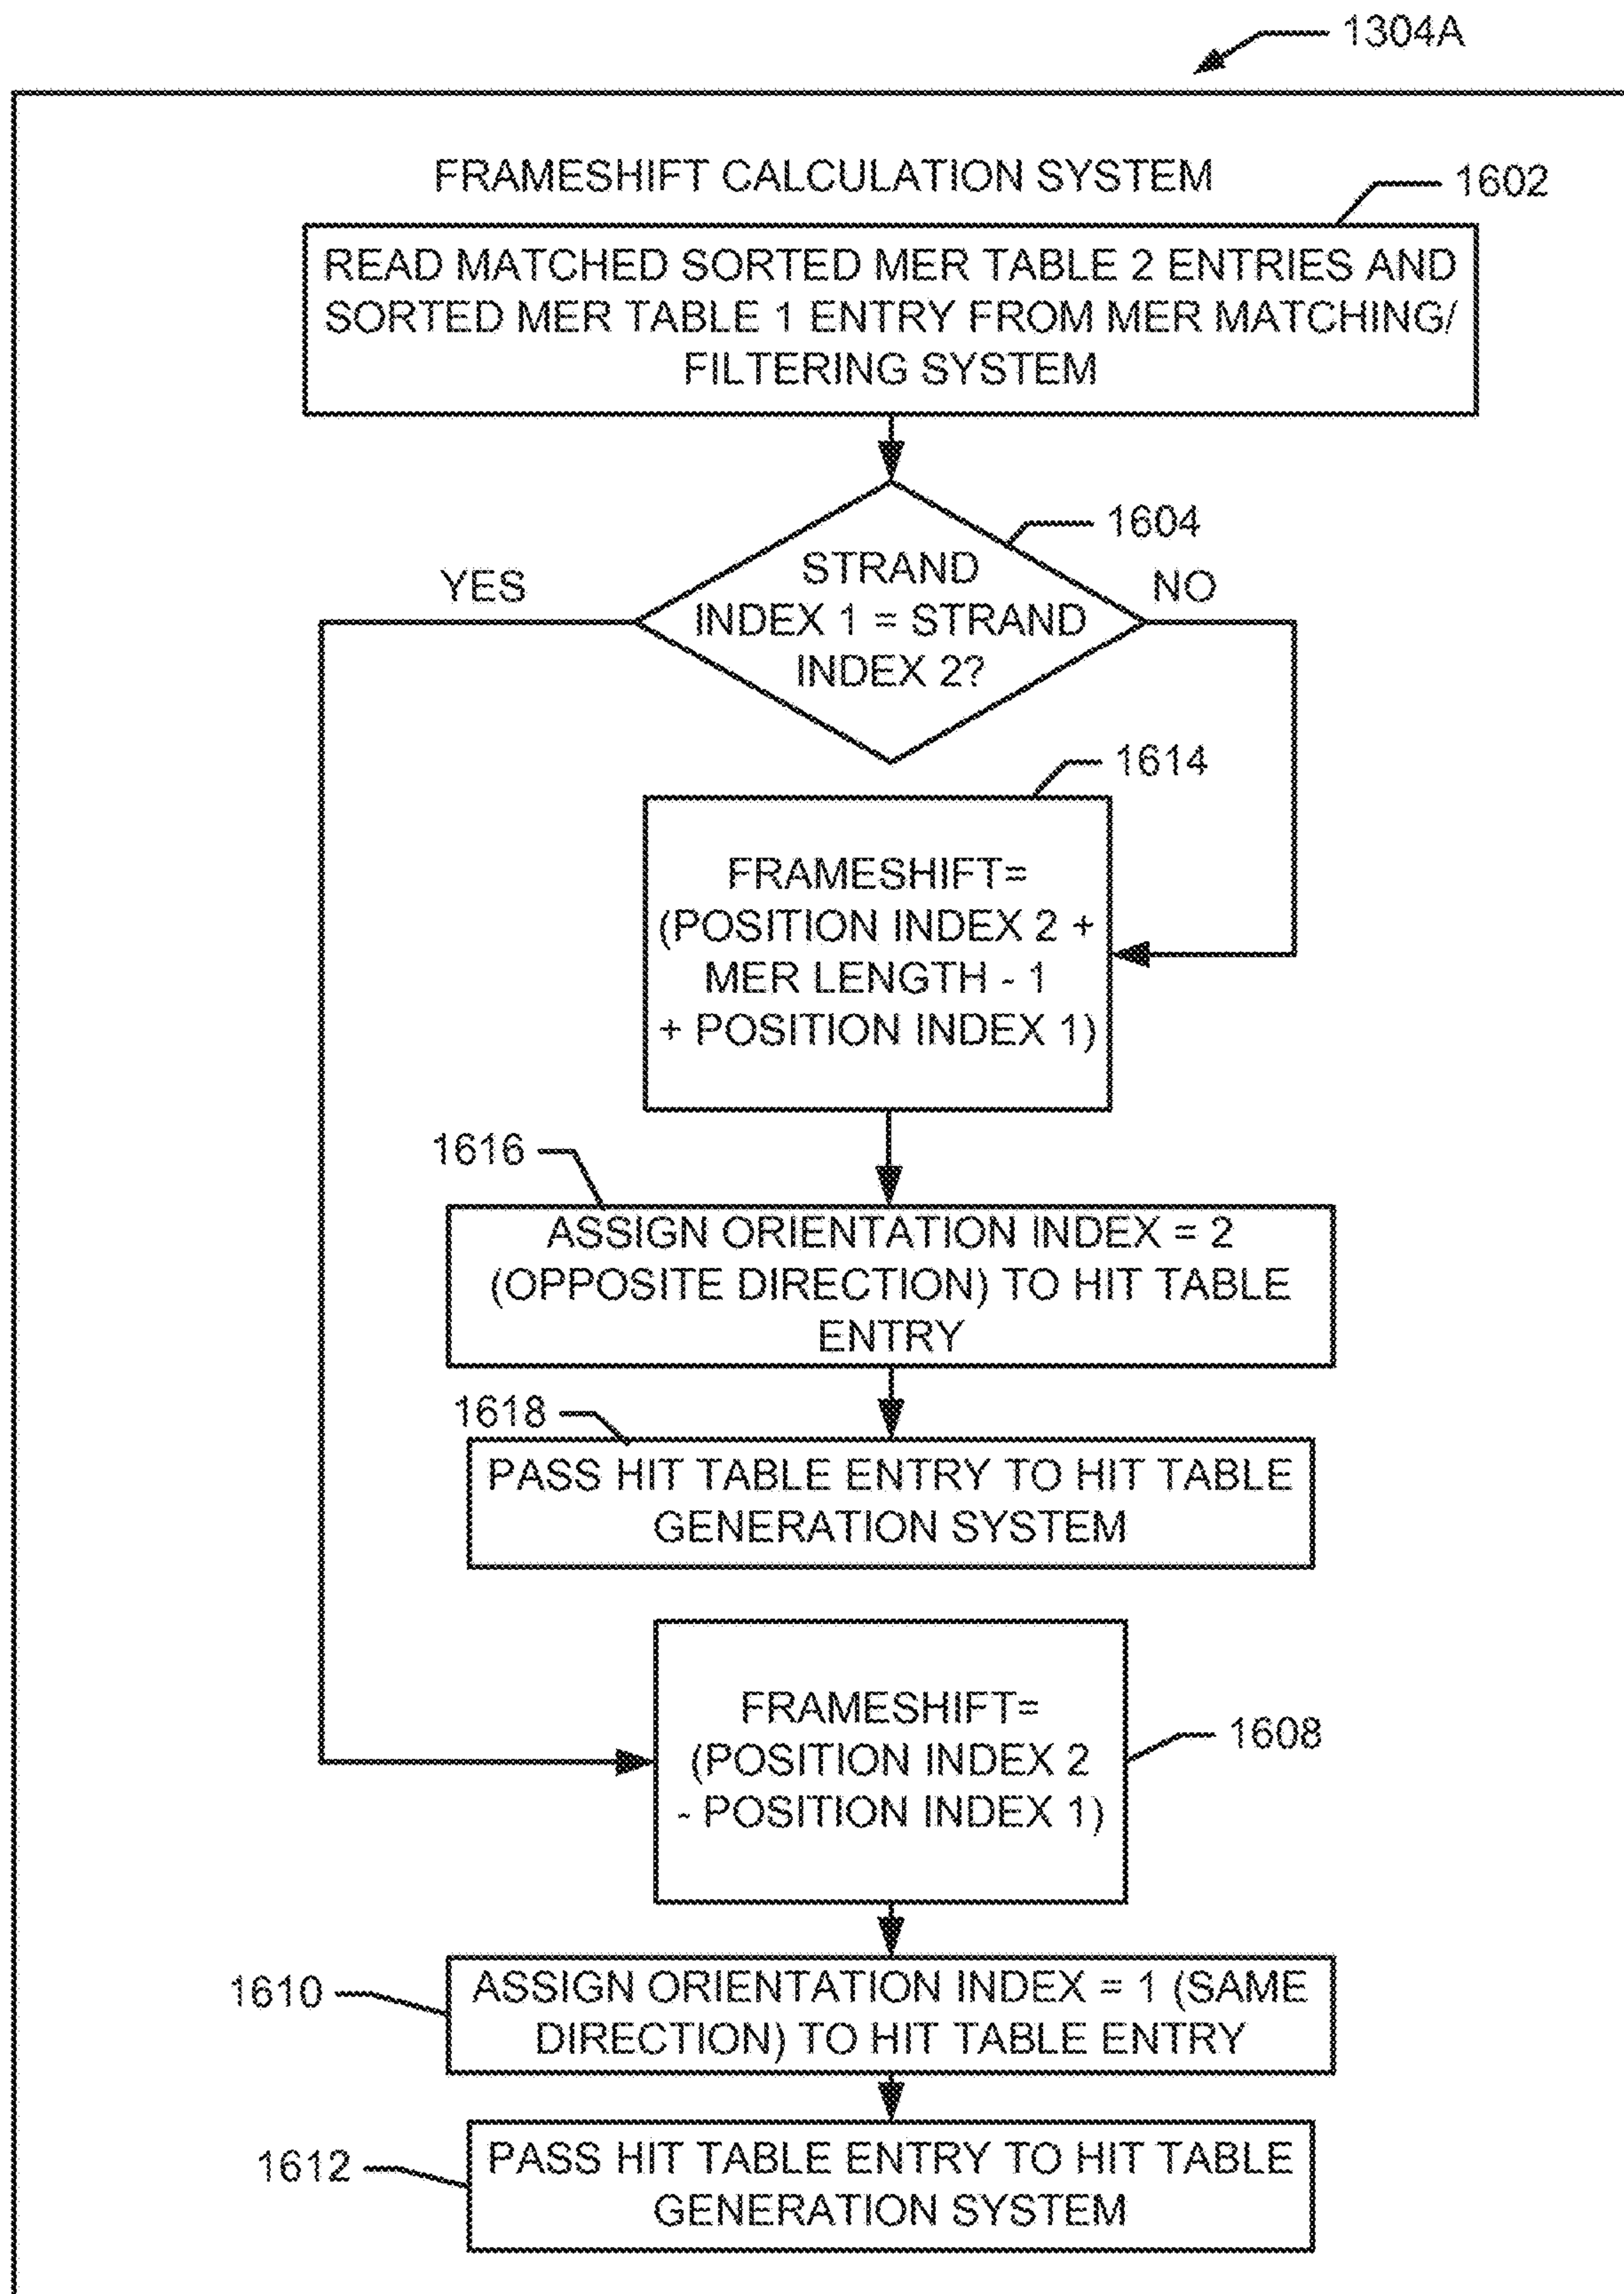 1304A
FRAMESHIFT CALCULATION SYSTEM
1602
READ MATCHED SORTED MER TABLE 2 ENTRIES AND
SORTED MER TABLE 1 ENTRY FROM MER MATCHING/
FILTERING SYSTEM
1604
YES
NO
STRAND
INDEX 1 = STRAND
INDEX 2?
1614
FRAMESHIFT=
(POSITION INDEX 2 +
MER LENGTH - 1
+ POSITION INDEX 1)
1616
ASSIGN ORIENTATION INDEX = 2
(OPPOSITE DIRECTION) TO HIT TABLE
ENTRY
1618
PASS HIT TABLE ENTRY TO HIT TABLE
GENERATION SYSTEM
FRAMESHIFT=
(POSITION INDEX 2
- POSITION INDEX 1)
1608
1610
ASSIGN ORIENTATION INDEX = 1 (SAME
DIRECTION) TO HIT TABLE ENTRY
1612
PASS HIT TABLE ENTRY TO HIT TABLE
GENERATION SYSTEM